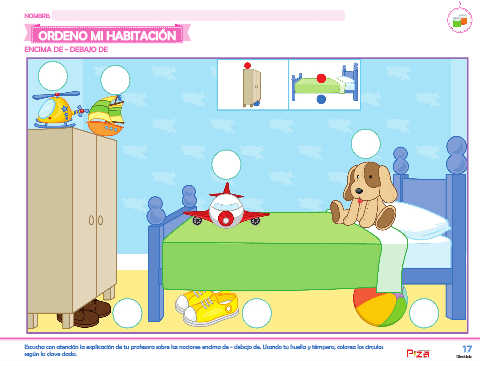 NOMBRE:
ORDENO MI HABITACIÓN
ENCIMA DE - DEBAJO DE
Escucha con atención la explicación de tu profesora sobre las nociones encima de - debajo de. Usando tu huella y témpera, colorea los círculos
según la clave dada.
17